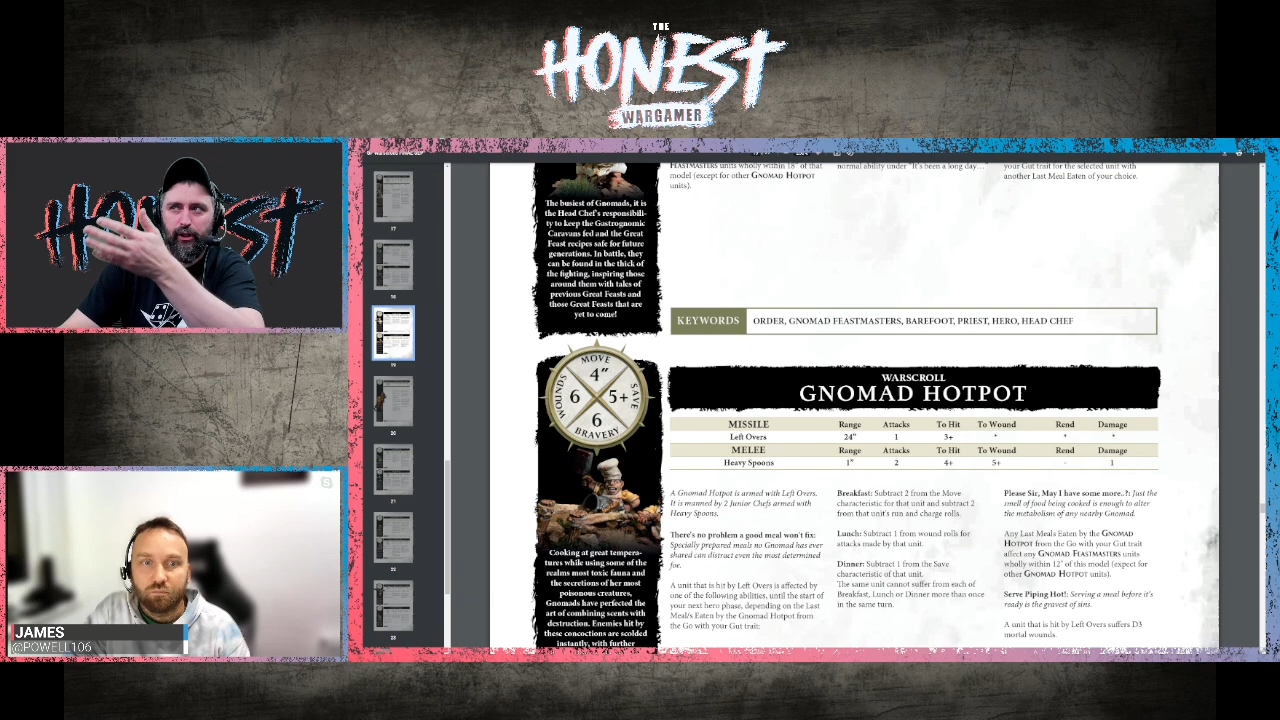 THE
HONEST
WARGAMER
HONEST
JAMES
@POWELL106
17
18
19
20
21
22
23
The busiest of Gnomads, it is
the Head Chef's responsibili-
ty to keep the Gastrognomic
Caravans fed and the Great
Feast recipes safe for future
generations. In battle, they
can be found in the thick of
the fighting, inspiring those
around them with tales of
previous Great Feasts and
those Great Feasts that are
yet to come!
FEASTMASTERS units wholly within 18" of that
model (except for other GNOMAD HOTPOT
units).
normal ability under "It's been a long day..."
your Gut trait for the selected unit with
another Last Meal Eaten of your choice.
KEYWORDS ORDER, GNOMAD FEASTMASTERS, BAREFOOT, PRIEST, HERO, HEAD CHEF
MOVE
4"
WOUNDS 6 5+ SAVE
6
BRAVERY
WARSCROLL
GNOMAD HOTPOT
MISSILE Range Attacks To Hit To Wound Rend Damage
Left Overs 24" 1 3+ * * *
MELEE Range Attacks To Hit To Wound Rend Damage
Heavy Spoons 1" 2 4+ 5+ - 1
Cooking at great tempera-
tures while using some of the
realms most toxic fauna and
the secretions of her most
poisonous creatures,
Gnomads have perfected the
art of combining scents with
destruction. Enemies hit by
these concoctions are scolded
instantly, with further
A Gnomad Hotpot is armed with Left Overs.
It is manned by 2 Junior Chefs armed with
Heavy Spoons.
There's no problem a good meal won't fix:
Specially prepared meals no Gnomad has ever
shared can distract even the most determined
foe.
A unit that is hit by Left Overs is affected by
one of the following abilities, until the start of
your next hero phase, depending on the Last
Meal/s Eaten by the Gnomad Hotpot from
the Go with your Gut trait:
Breakfast: Subtract 2 from the Move
characteristic for that unit and subtract 2
from that unit's run and charge rolls.
Lunch: Subtract 1 from wound rolls for
attacks made by that unit.
Dinner: Subtract 1 from the Save
characteristic of that unit.
The same unit cannot suffer from each of
Breakfast, Lunch or Dinner more than once
in the same turn.
Please Sir, May I have some more..?: Just the
smell of food being cooked is enough to alter
the metabolism of any nearby Gnomad.
Any Last Meals Eaten by the GNOMAD
HOTPOT from the Go with your Gut trait
affect any GNOMAD FEASTMASTERS units
wholly within 12" of this model (expect for
other GNOMAD HOTPOT units).
Serve Piping Hot!: Serving a meal before it's
ready is the gravest of sins.
A unit that is hit by Left Overs suffers D3
mortal wounds.